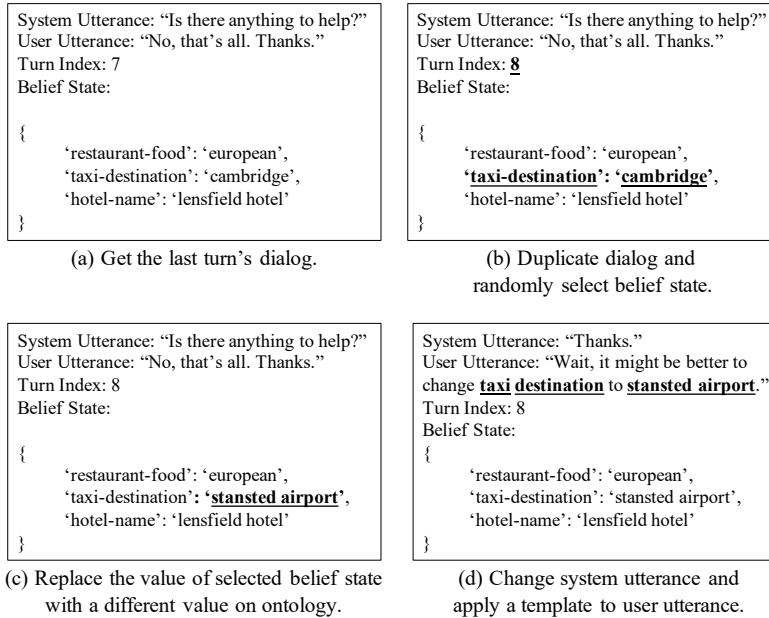 System Utterance: “Is there anything to help?”
User Utterance: “No, that’s all. Thanks.”
Turn Index: 7
Belief State:
{
‘restaurant-food’: ‘european’,
‘taxi-destination’: ‘cambridge’,
‘hotel-name’: ‘lensfield hotel’
}
(a) Get the last turn’s dialog.
System Utterance: “Is there anything to help?”
User Utterance: “No, that’s all. Thanks.”
Turn Index: 8
Belief State:
{
‘restaurant-food’: ‘european’,
‘taxi-destination’: ‘cambridge’,
‘hotel-name’: ‘lensfield hotel’
}
(b) Duplicate dialog and
randomly select belief state.
System Utterance: “Is there anything to help?”
User Utterance: “No, that’s all. Thanks.”
Turn Index: 8
Belief State:
{
‘restaurant-food’: ‘european’,
‘taxi-destination’: ‘stansted airport’,
‘hotel-name’: ‘lensfield hotel’
}
(c) Replace the value of selected belief state
with a different value on ontology.
System Utterance: “Thanks.”
User Utterance: “Wait, it might be better to
change taxi destination to stansted airport.”
Turn Index: 8
Belief State:
{
‘restaurant-food’: ‘european’,
‘taxi-destination’: ‘stansted airport’,
‘hotel-name’: ‘lensfield hotel’
}
(d) Change system utterance and
apply a template to user utterance.